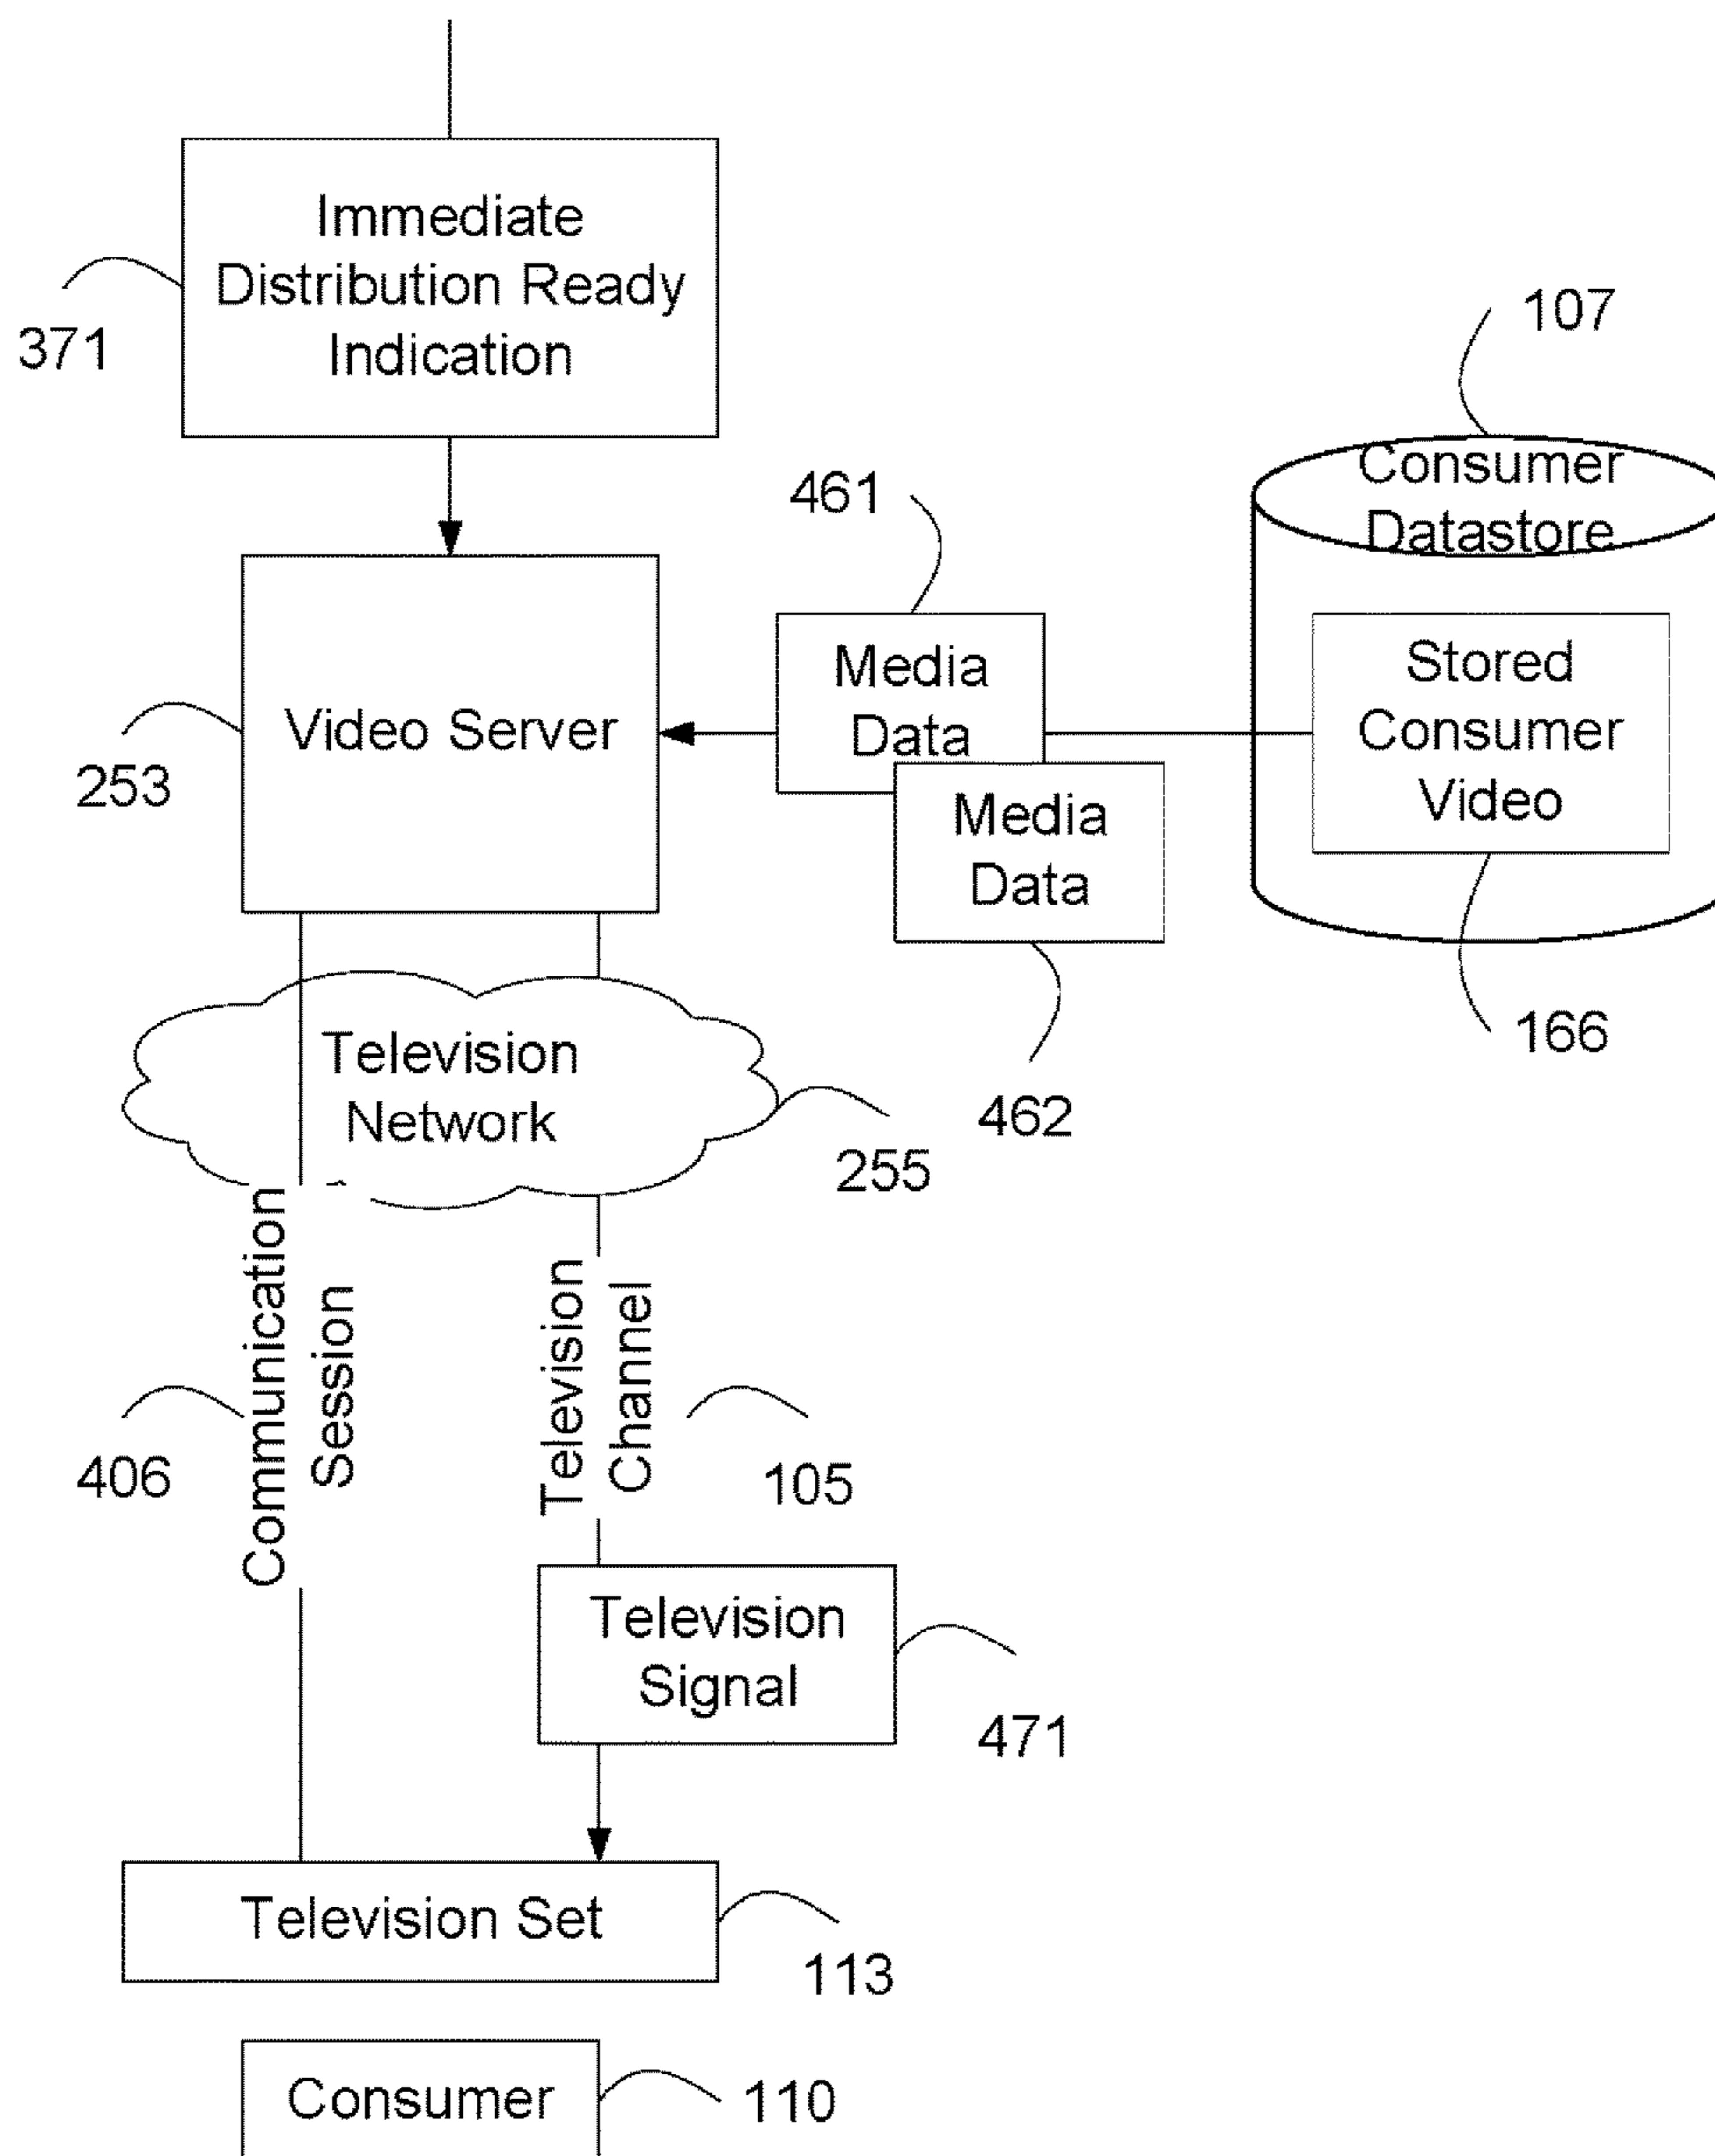 Immediate
Distribution Ready
Indication
371
107
Consumer
Datastore
461
Media
Data
Stored
Consumer
Video
Video Server
253
Media
Data
166
462
Television
Network
255
Communication
Session
Television
Channel
406
105
Television
Signal
471
Television Set
113
Consumer
110